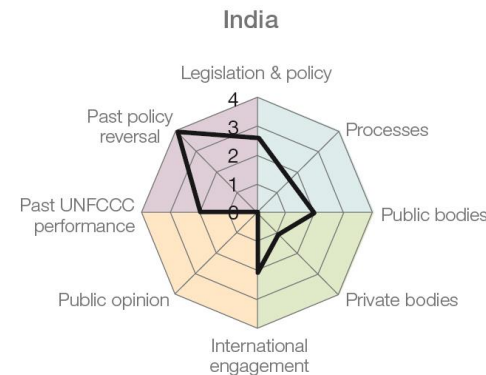 India
Legislation & policy
4
Past policy
reversal
Processes
3
2
1
Past UNFCCC
performance
0
Public bodies
Public opinion
Private bodies
International
engagement